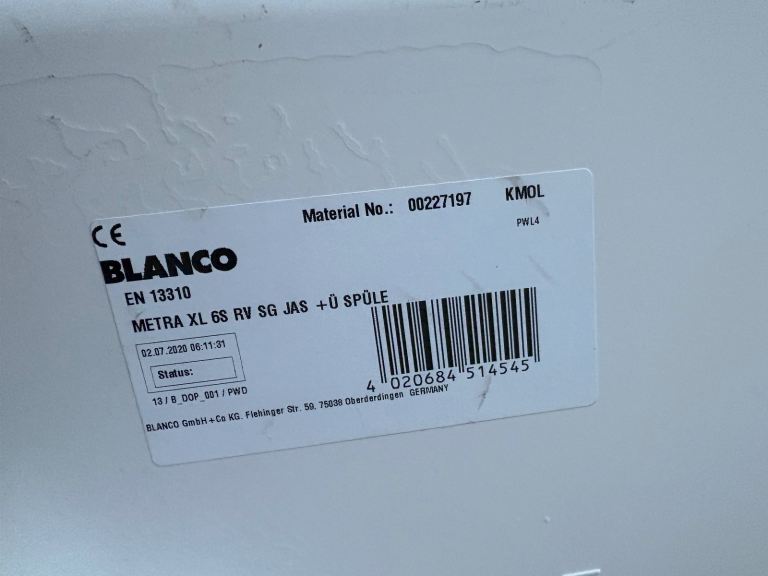 Material No.: 00227197 KMOL
PWL4
CE
BLANCO
EN 13310
METRA XL 6S RV SG JAS +Ü SPÜLE
02.07.2020 06:11:31
Status:
13 / B_DOP_001 / PWD
4 020684 514545
BLANCO GmbH+Co KG. Flehinger Str. 59. 75038 Oberderdingen GERMANY